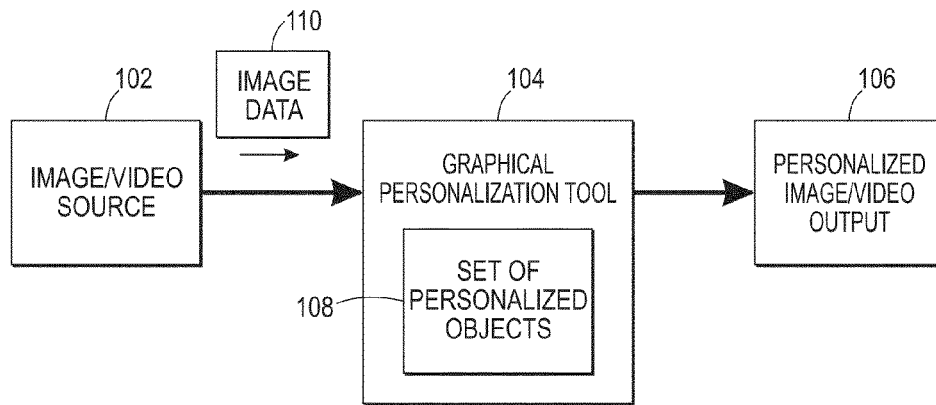 110
IMAGE
DATA
102
IMAGE/VIDEO
SOURCE
104
GRAPHICAL
PERSONALIZATION TOOL
108
SET OF
PERSONALIZED
OBJECTS
106
PERSONALIZED
IMAGE/VIDEO
OUTPUT